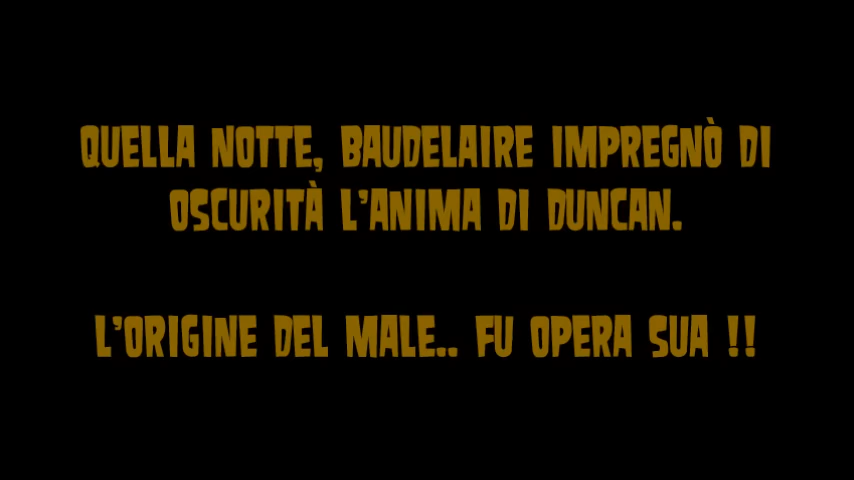 QUELLA NOTTE, BAUDELAIRE IMPREGNÒ DI
OSCURITÀ L'ANIMA DI DUNCAN.
L'ORIGINE DEL MALE.. FU OPERA SUA !!